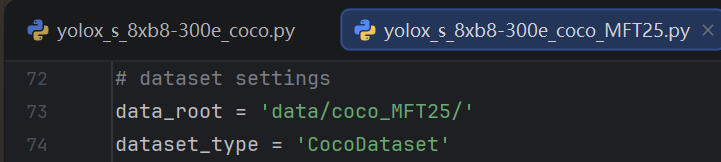 yolox_s_8xb8-300e_coco.py yolox_s_8xb8-300e_coco_MFT25.py ×
72 # dataset settings
73 data_root = 'data/coco_MFT25/'
74 dataset_type = 'CocoDataset'